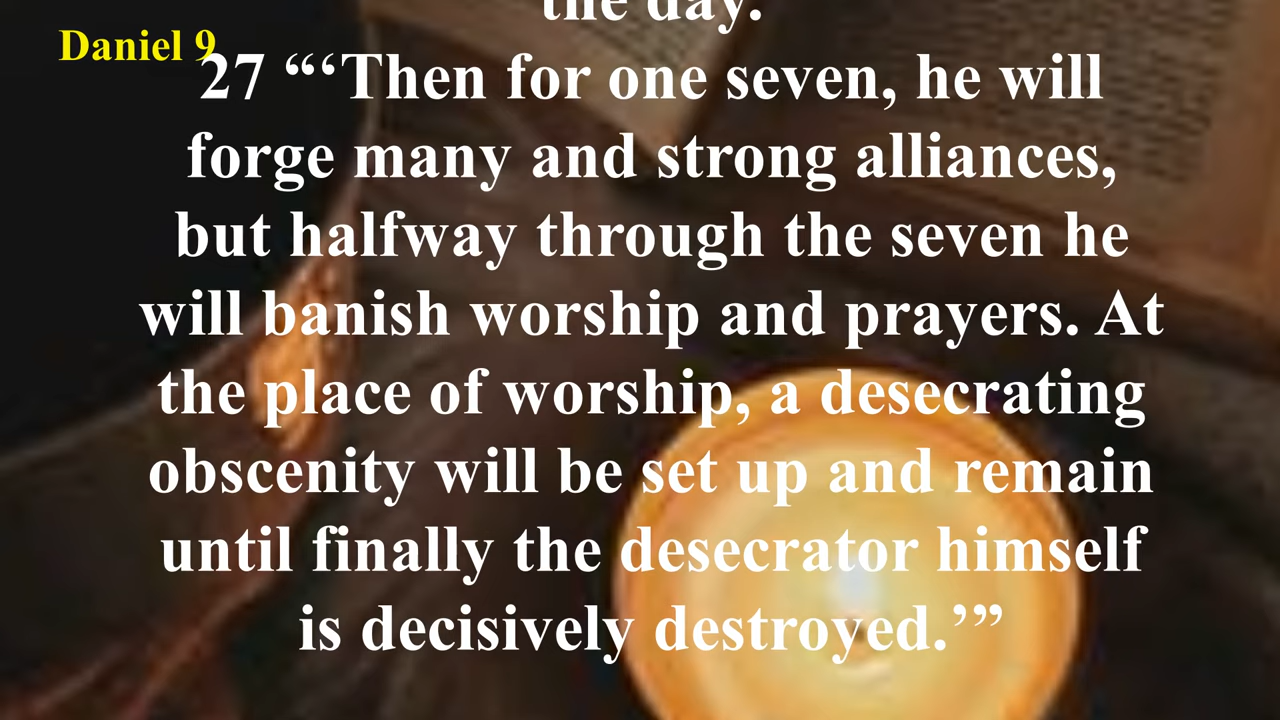 the day.
Daniel 9
27 “‘Then for one seven, he will
forge many and strong alliances,
but halfway through the seven he
will banish worship and prayers. At
the place of worship, a desecrating
obscenity will be set up and remain
until finally the desecrator himself
is decisively destroyed.’”